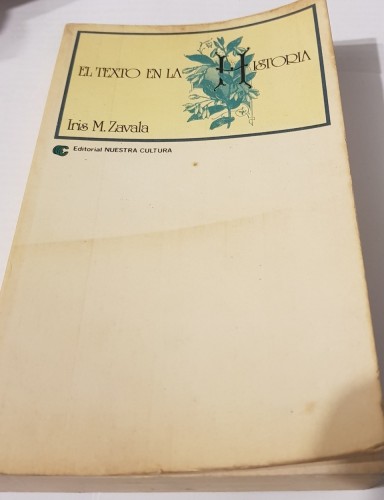 EL TEXTO EN LA HISTORIA
Iris M. Zavala
Editorial NUESTRA CULTURA